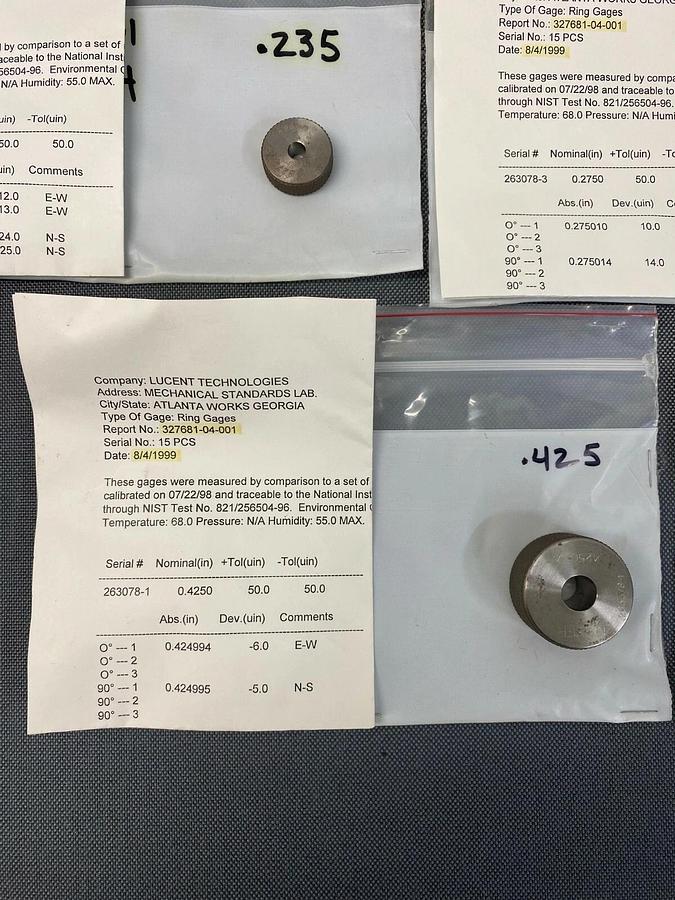 by comparison to a set of
aceable to the National Inst
56504-96. Environmental
N/A Humidity: 55.0 MAX.
uin) -Tol(uin)
50.0 50.0
uin) Comments
12.0 E-W
13.0 E-W
24.0 N-S
25.0 N-S
.235
Type Of Gage: Ring Gages
Report No.: 327681-04-001
Serial No.: 15 PCS
Date: 8/4/1999
These gages were measured by compa
calibrated on 07/22/98 and traceable to
through NIST Test No. 821/256504-96.
Temperature: 68.0 Pressure: N/A Humi
Serial # Nominal(in) +Tol(uin) -To
263078-3 0.2750 50.0
Abs.(in) Dev.(uin) Co
O° --- 1 0.275010 10.0
O° --- 2
O° --- 3
90° --- 1 0.275014 14.0
90° --- 2
90° --- 3
Company: LUCENT TECHNOLOGIES
Address: MECHANICAL STANDARDS LAB.
City/State: ATLANTA WORKS GEORGIA
Type Of Gage: Ring Gages
Report No.: 327681-04-001
Serial No.: 15 PCS
Date: 8/4/1999
These gages were measured by comparison to a set of
calibrated on 07/22/98 and traceable to the National Inst
through NIST Test No. 821/256504-96. Environmental
Temperature: 68.0 Pressure: N/A Humidity: 55.0 MAX.
Serial # Nominal(in) +Tol(uin) -Tol(uin)
263078-1 0.4250 50.0 50.0
Abs.(in) Dev.(uin) Comments
O° --- 1 0.424994 -6.0 E-W
O° --- 2
O° --- 3
90° --- 1 0.424995 -5.0 N-S
90° --- 2
90° --- 3
.425